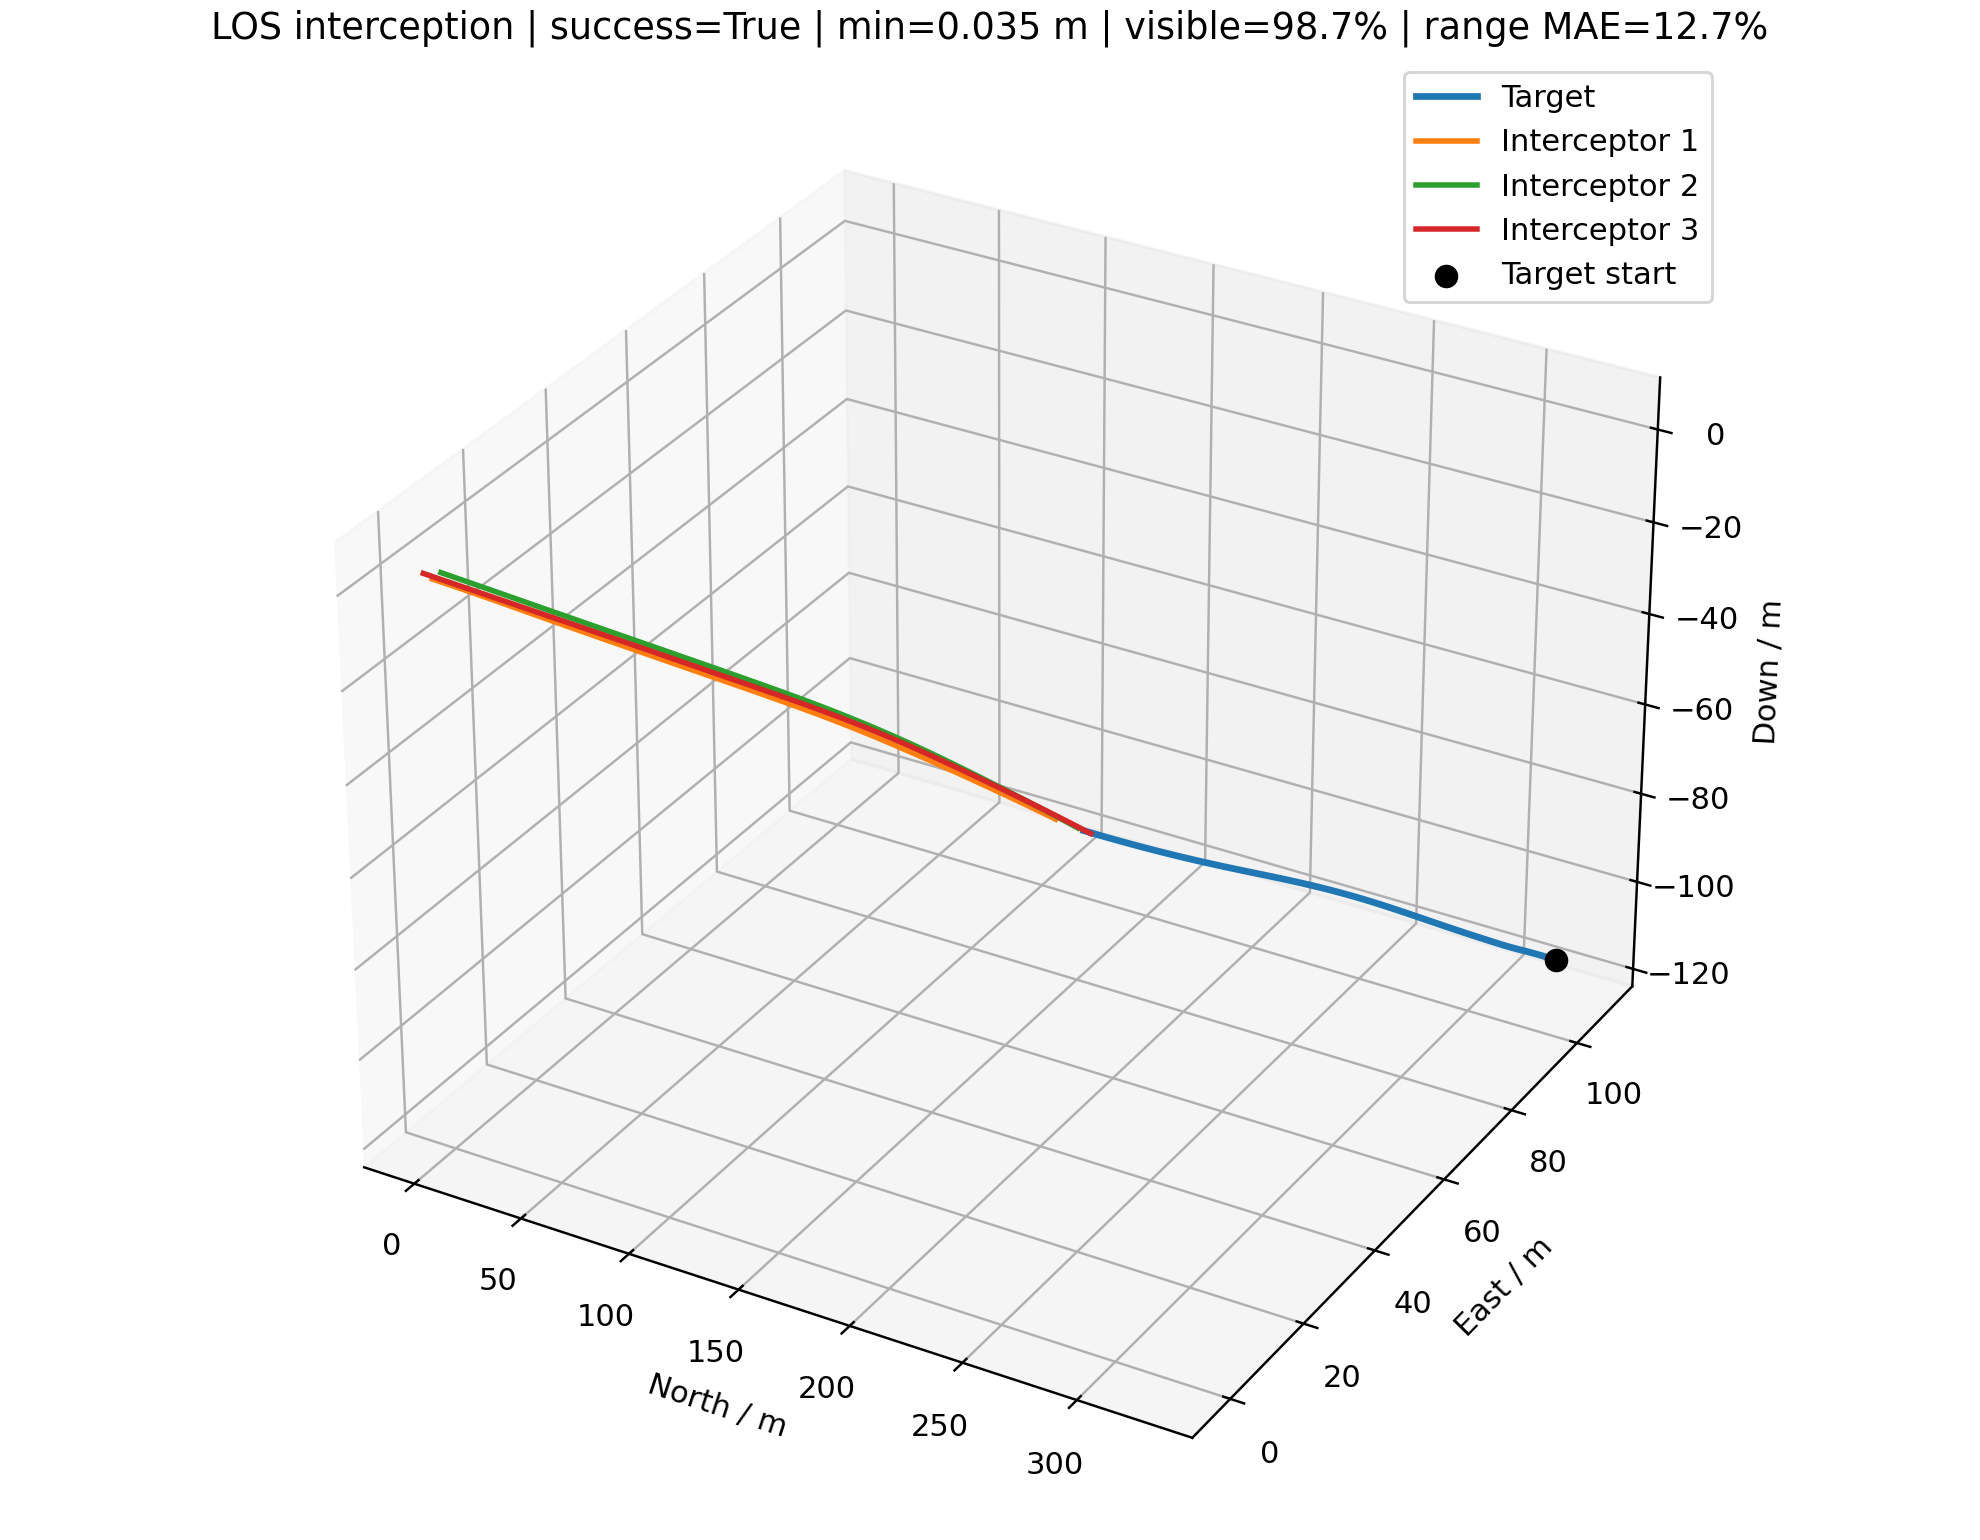 LOS interception | success=True | min=0.035 m | visible=98.7% | range MAE=12.7%
Target
Interceptor 1
Interceptor 2
Interceptor 3
Target start
0
−20
−40
−60
−80
−100
−120
Down / m
100
80
60
40
20
0
East / m
0
50
100
150
200
250
300
North / m